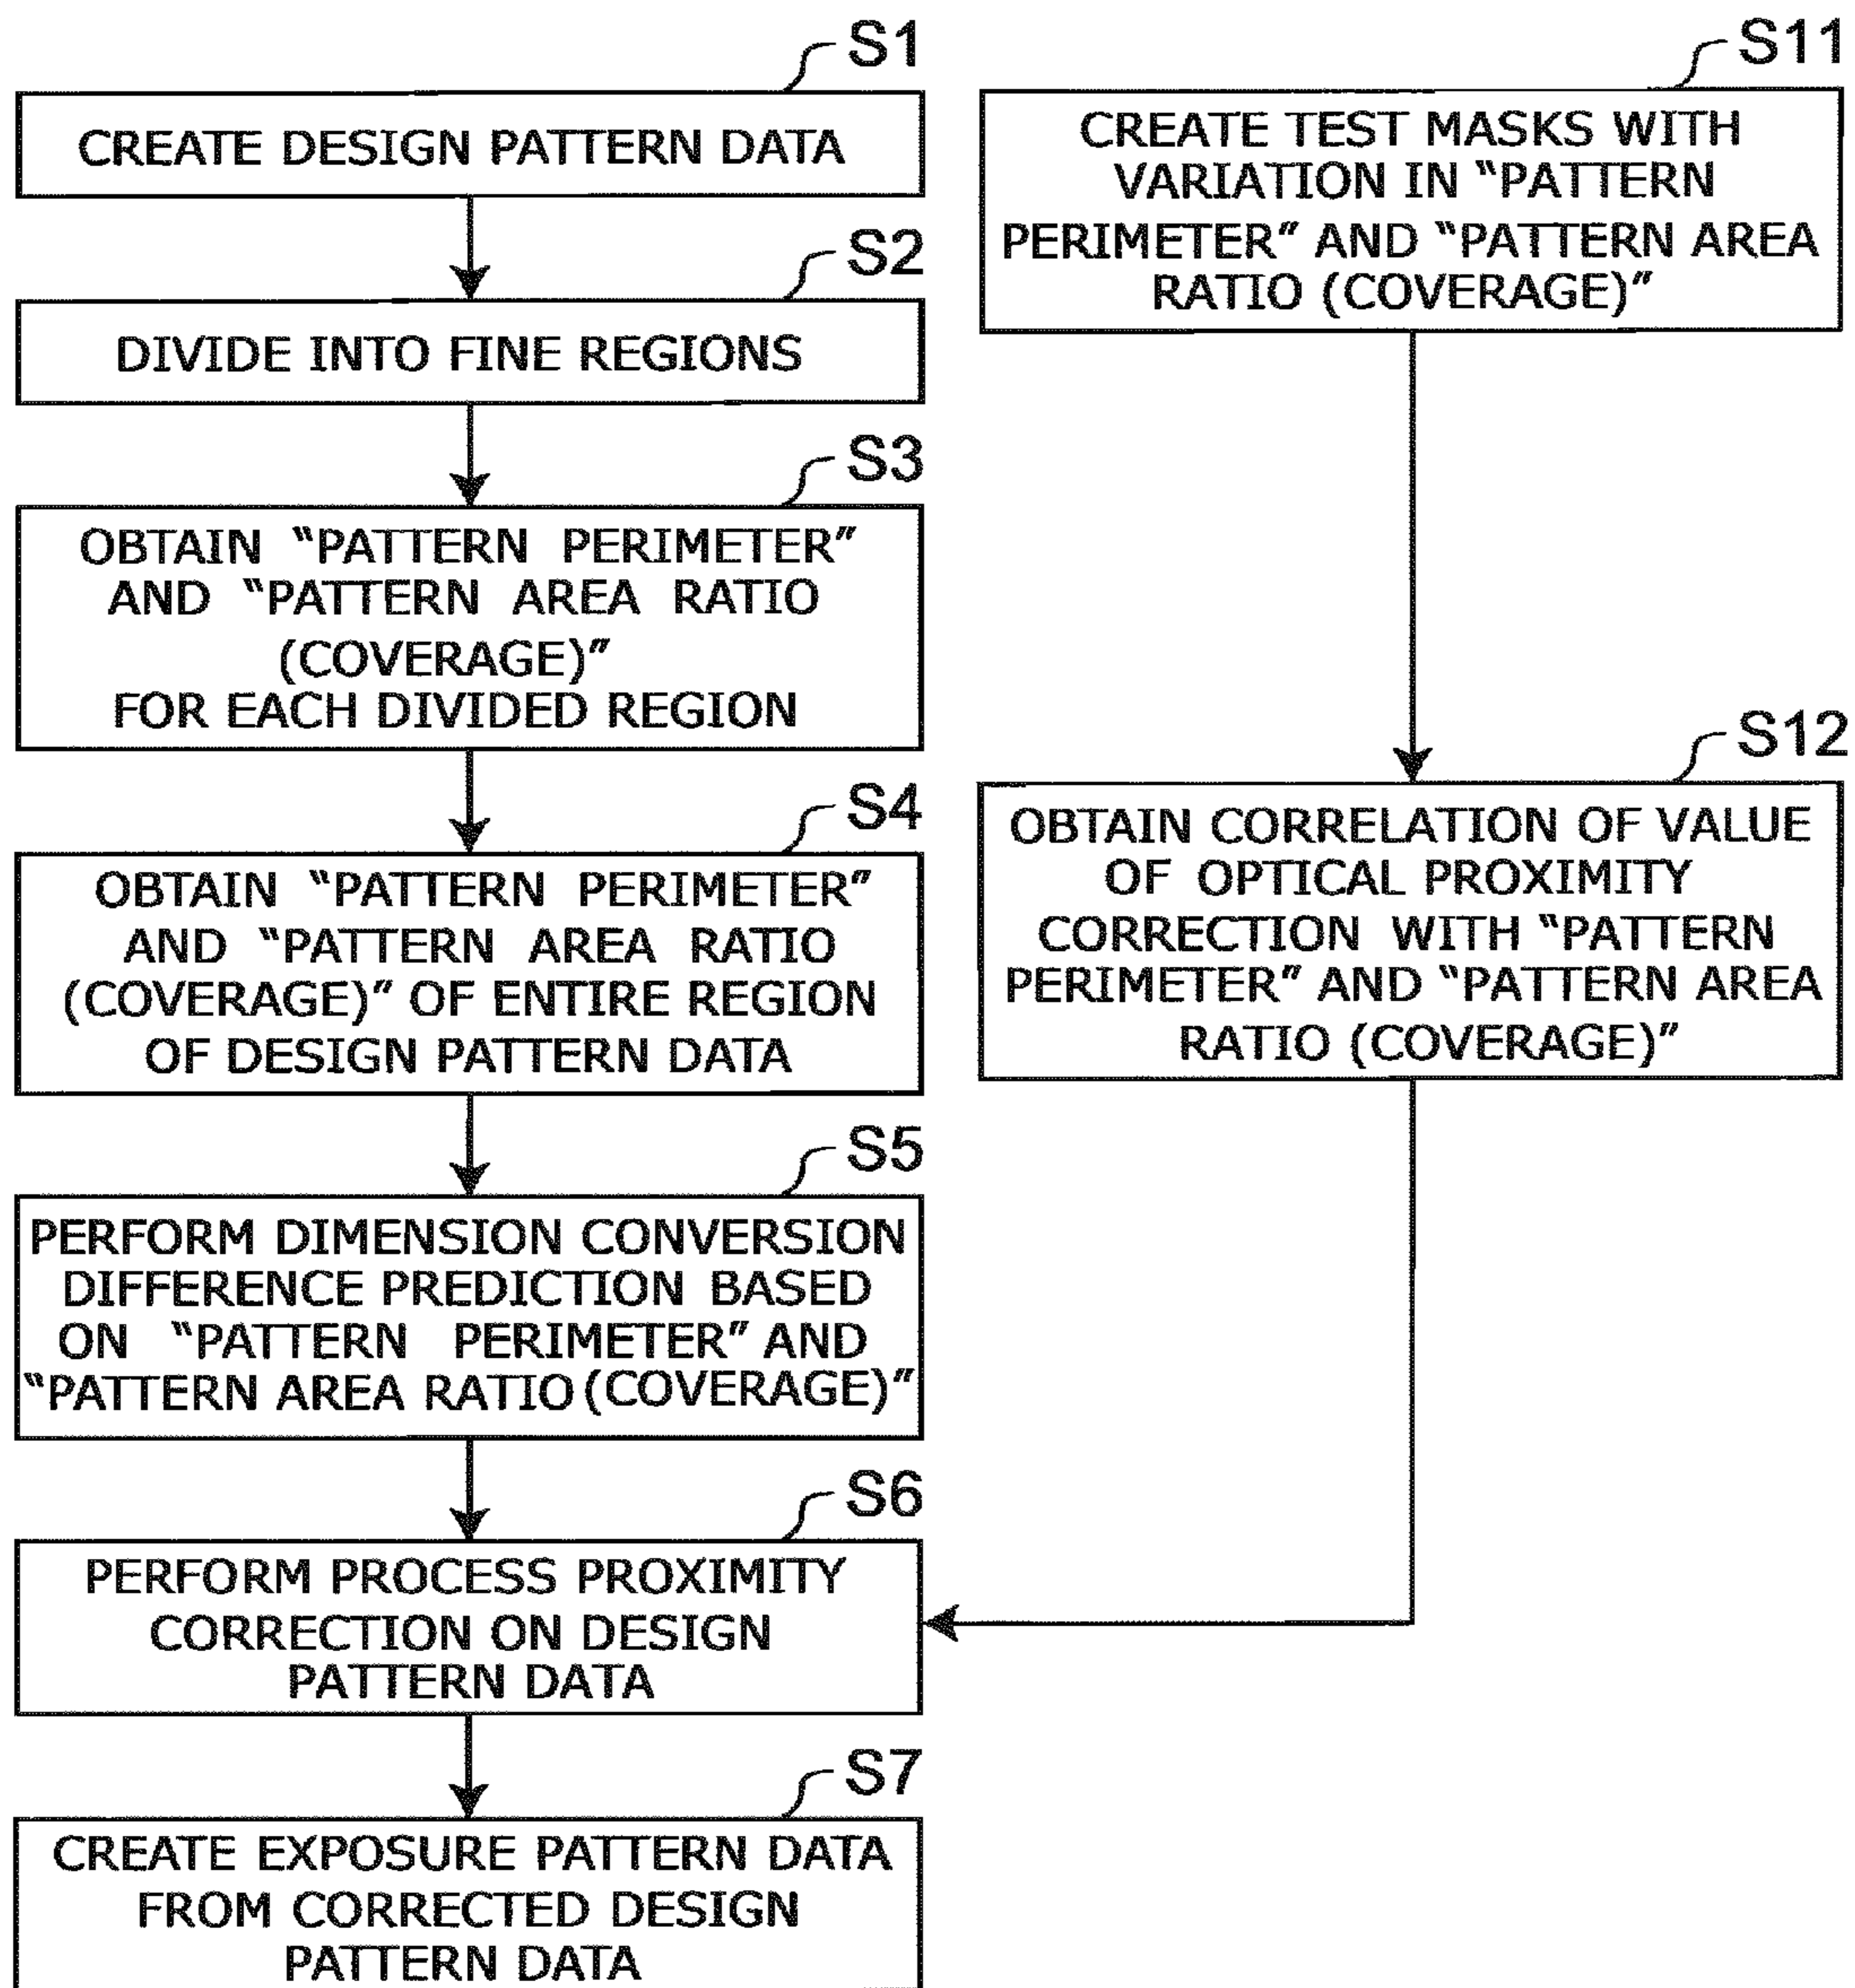 S1
CREATE DESIGN PATTERN DATA
S2
DIVIDE INTO FINE REGIONS
S3
OBTAIN “PATTERN PERIMETER”
AND “PATTERN AREA RATIO
(COVERAGE)”
FOR EACH DIVIDED REGION
S4
OBTAIN “PATTERN PERIMETER”
AND “PATTERN AREA RATIO
(COVERAGE)” OF ENTIRE REGION
OF DESIGN PATTERN DATA
S5
PERFORM DIMENSION CONVERSION
DIFFERENCE PREDICTION BASED
ON “PATTERN PERIMETER” AND
“PATTERN AREA RATIO (COVERAGE)”
S6
PERFORM PROCESS PROXIMITY
CORRECTION ON DESIGN
PATTERN DATA
S7
CREATE EXPOSURE PATTERN DATA
FROM CORRECTED DESIGN
PATTERN DATA
S11
CREATE TEST MASKS WITH
VARIATION IN “PATTERN
PERIMETER” AND “PATTERN AREA
RATIO (COVERAGE)”
S12
OBTAIN CORRELATION OF VALUE
OF OPTICAL PROXIMITY
CORRECTION WITH “PATTERN
PERIMETER” AND “PATTERN AREA
RATIO (COVERAGE)”